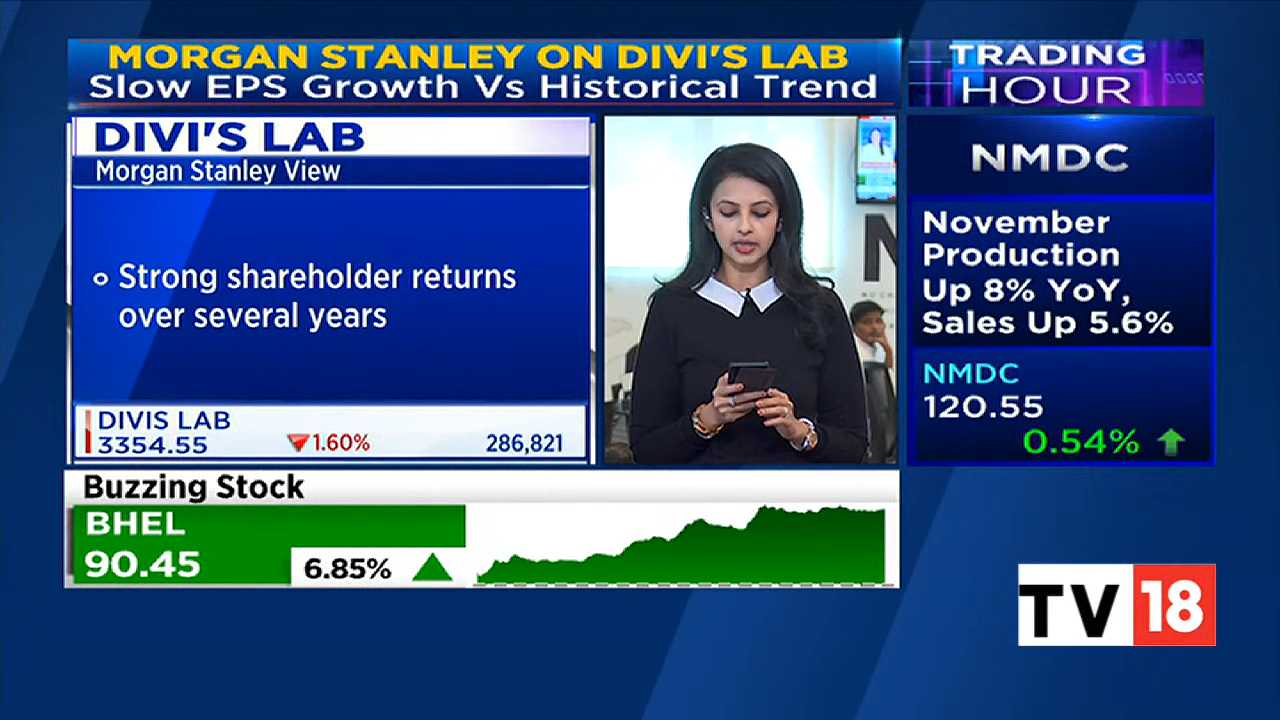 MORGAN STANLEY ON DIVI'S LAB
Slow EPS Growth Vs Historical Trend
TRADING
HOUR
DIVI'S LAB
Morgan Stanley View
Strong shareholder returns
over several years
DIVIS LAB
3354.55 1.60% 286,821
NMDC
November
Production
Up 8% YoY,
Sales Up 5.6%
NMDC
120.55
0.54%
Buzzing Stock
BHEL
90.45
6.85%
TV18